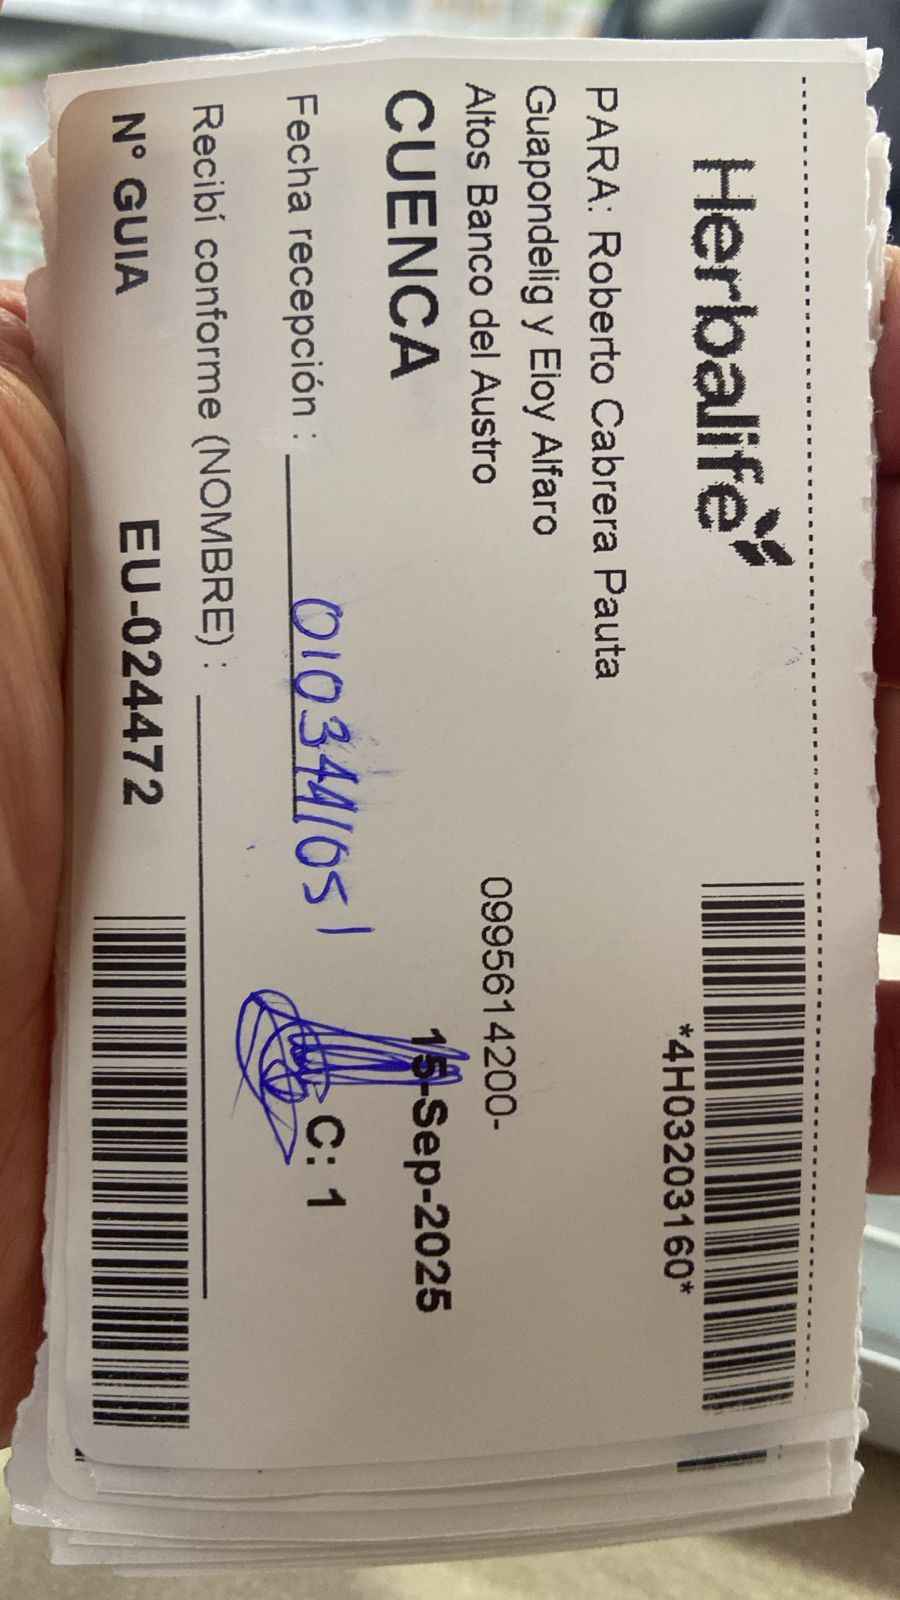 Herbalife
*4H03203160*
PARA: Roberto Cabrera Pauta
Guapondelig y Eloy Alfaro
Altos Banco del Austro
0995614200-
CUENCA
15-Sep-2025
Fecha recepción :
0103441051
C: 1
Recibí conforme (NOMBRE) :
N° GUIA
EU-024472